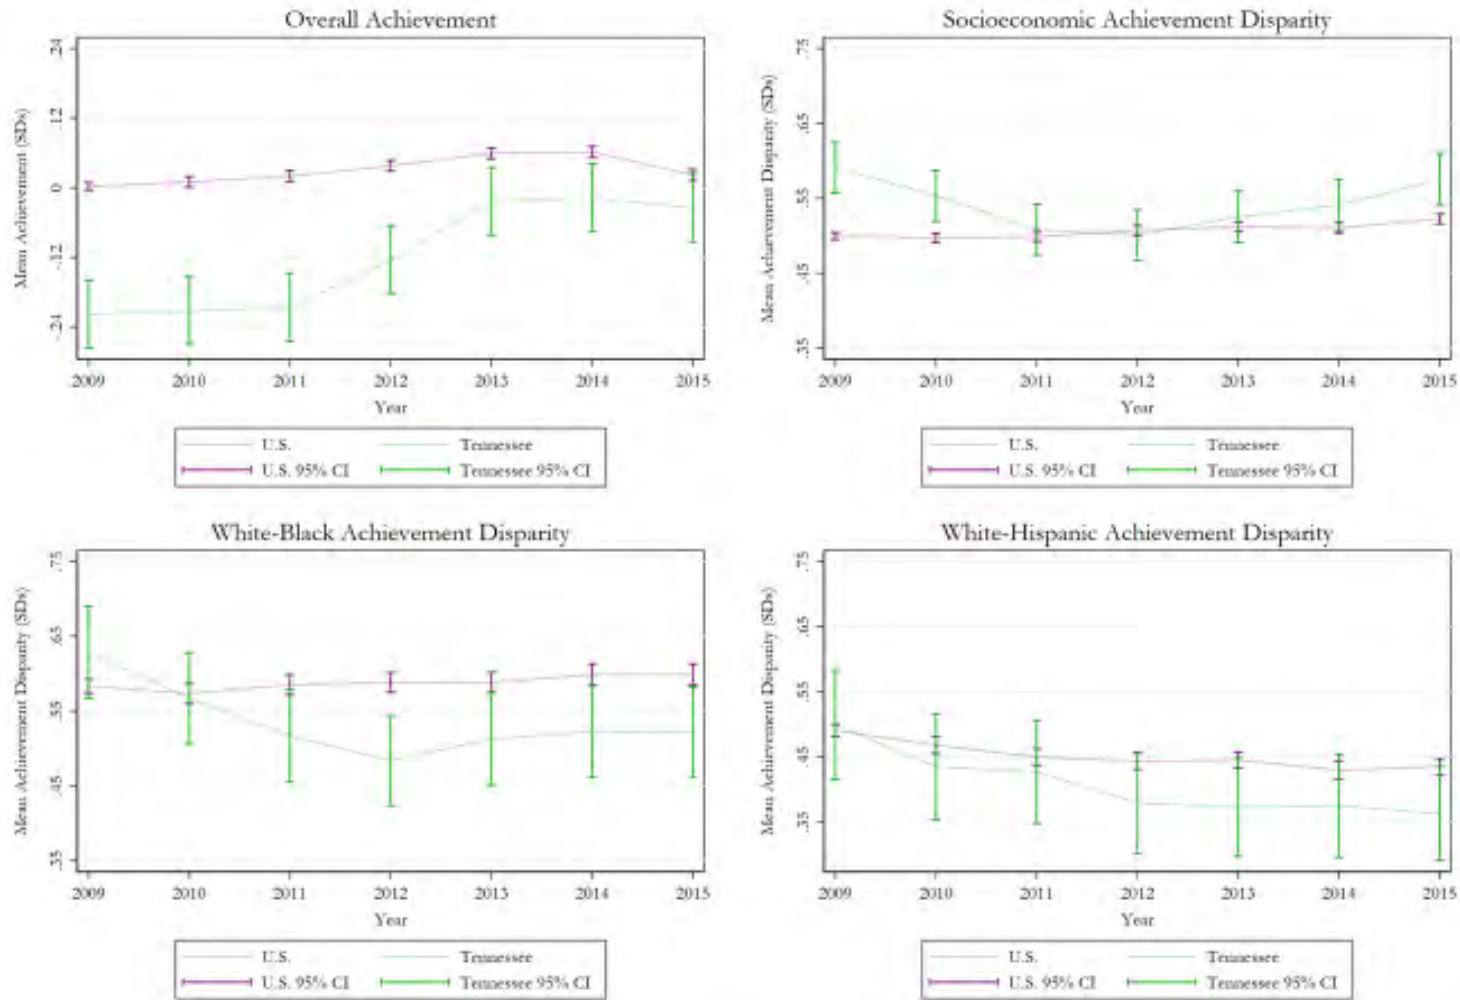 Overall Achievement
Mean Achievement (SDs)
.24
.12
0
-.12
-.24
2009 2010 2011 2012 2013 2014 2015
Year
U.S. Tennessee
U.S. 95% CI Tennessee 95% CI
Socioeconomic Achievement Disparity
Mean Achievement Disparity (SDs)
.75
.65
.55
.45
.35
2009 2010 2011 2012 2013 2014 2015
Year
U.S. Tennessee
U.S. 95% CI Tennessee 95% CI
White-Black Achievement Disparity
Mean Achievement Disparity (SDs)
.75
.65
.55
.45
.35
2009 2010 2011 2012 2013 2014 2015
Year
U.S. Tennessee
U.S. 95% CI Tennessee 95% CI
White-Hispanic Achievement Disparity
Mean Achievement Disparity (SDs)
.75
.65
.55
.45
.35
2009 2010 2011 2012 2013 2014 2015
Year
U.S. Tennessee
U.S. 95% CI Tennessee 95% CI